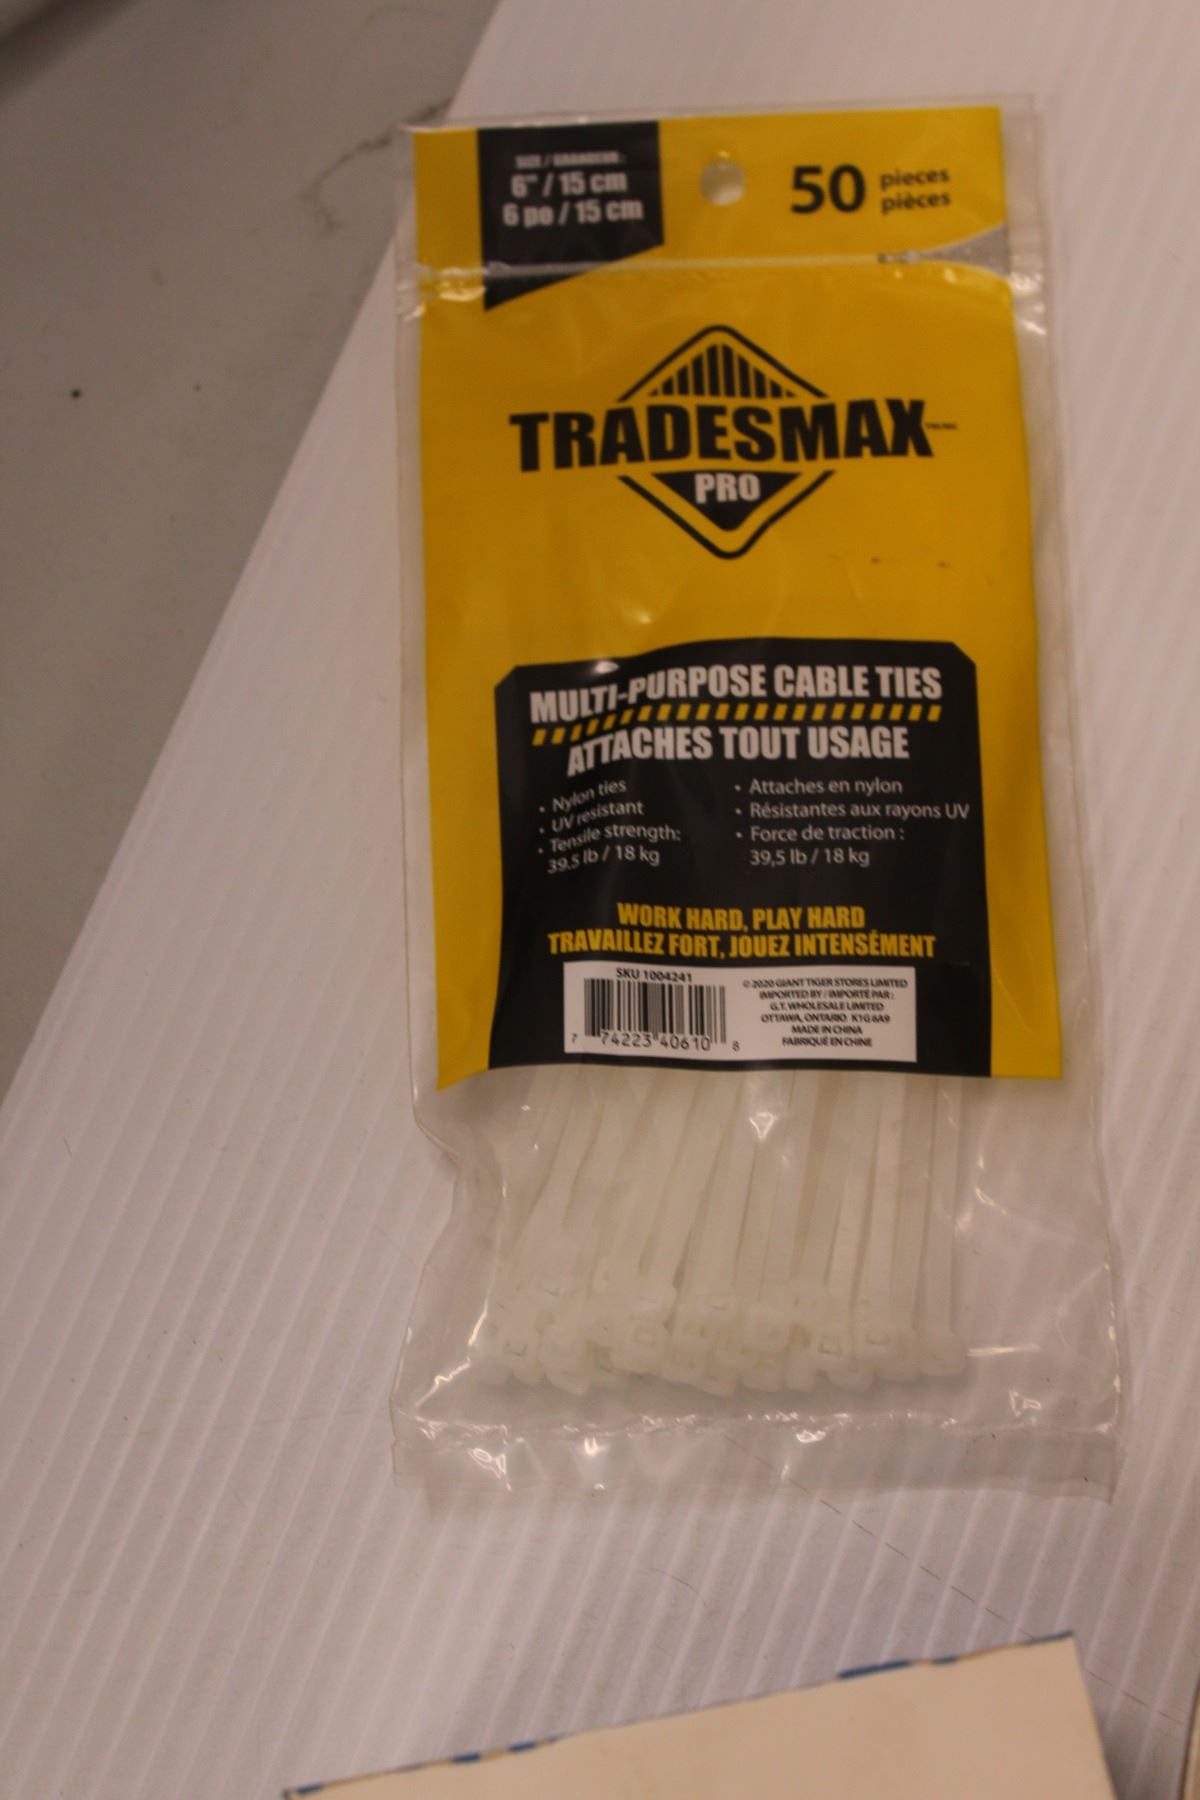 SIZE / GRANDEUR:
6" / 15 cm
6 po / 15 cm
50 pieces
pièces
TRADESMAX
PRO
MULTI-PURPOSE CABLE TIES
ATTACHES TOUT USAGE
• Nylon ties
• UV resistant
• Tensile strength:
39.5 lb / 18 kg
• Attaches en nylon
• Résistantes aux rayons UV
• Force de traction :
39,5 lb / 18 kg
WORK HARD, PLAY HARD
TRAVAILLEZ FORT, JOUEZ INTENSÉMENT
SKU 1004241
7 74223 40610 8
© 2020 GIANT TIGER STORES LIMITED
IMPORTED BY / IMPORTÉ PAR :
G.T. WHOLESALE LIMITED
OTTAWA, ONTARIO K1G 6A9
MADE IN CHINA
FABRIQUÉ EN CHINE